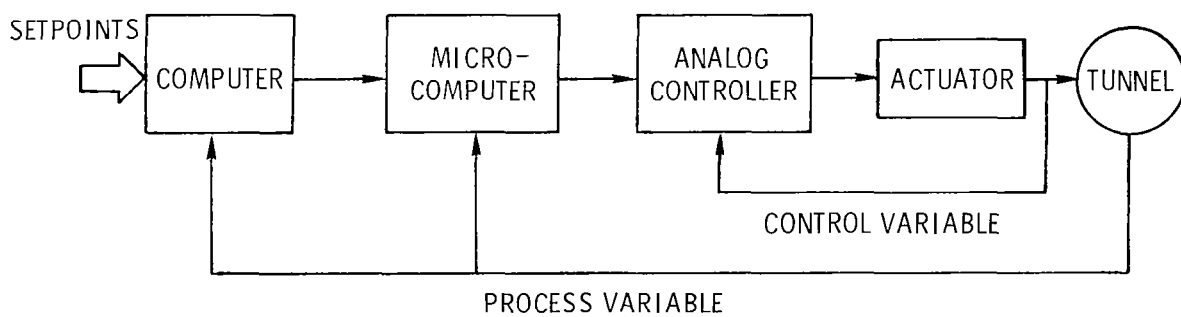 SETPOINTS
COMPUTER
MICRO-
COMPUTER
ANALOG
CONTROLLER
ACTUATOR
TUNNEL
CONTROL VARIABLE
PROCESS VARIABLE